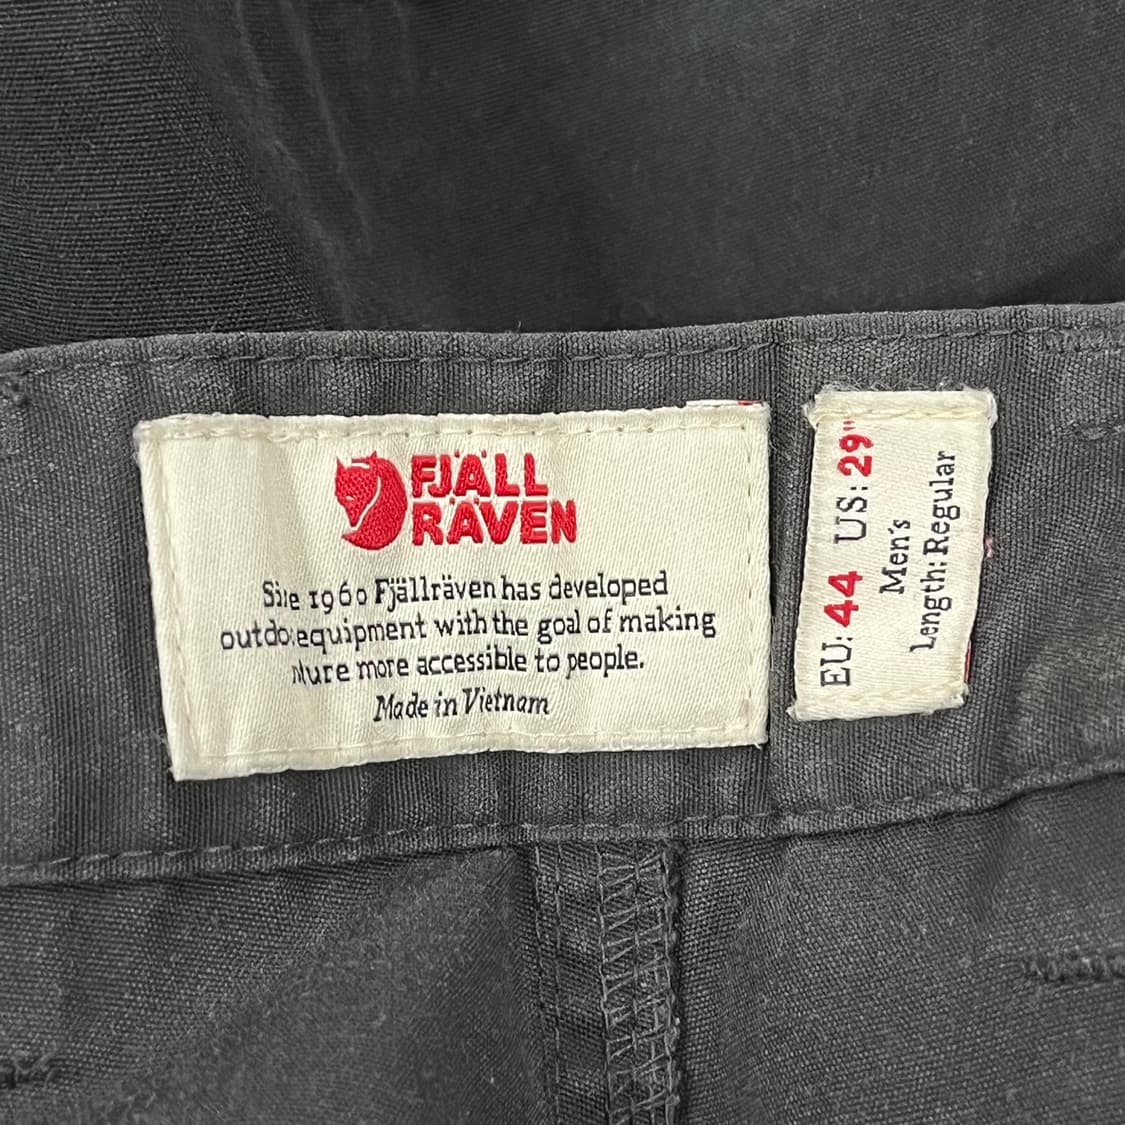 FJÄLL
RÄVEN
1960 Fjällräven has developed
equipment with the goal of making
more accessible to people.
Made in Vietnam
EU: 44 US: 29"
Men's
Length: Regular